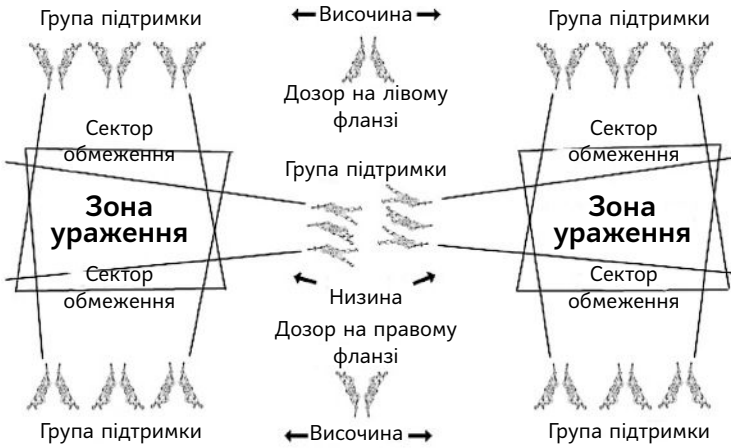 Група підтримки
Височина
Група підтримки
Дозор на лівому
фланзі
Сектор
обмеження
Сектор
обмеження
Група підтримки
Зона
ураження
Зона
ураження
Сектор
обмеження
Сектор
обмеження
Низина
Дозор на правому
фланзі
Група підтримки
Височина
Група підтримки